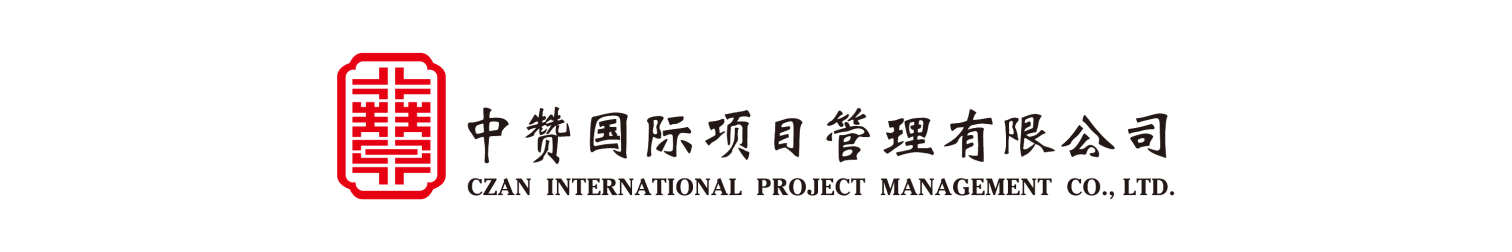 中赞国际项目管理有限公司
CZAN INTERNATIONAL PROJECT MANAGEMENT CO., LTD.